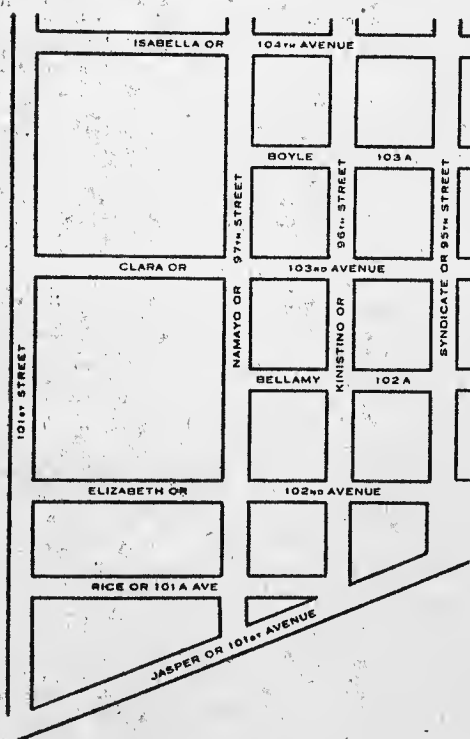 ISABELLA OR 104TH AVENUE
BOYLE 103A
97TH STREET
96TH STREET
SYNDICATE OR 95TH STREET
CLARA OR 103RD AVENUE
NAMAYO OR
KINISTINO OR
101ST STREET
BELLAMY 102A
ELIZABETH OR 102ND AVENUE
RICE OR 101A AVE
JASPER OR 101ST AVENUE